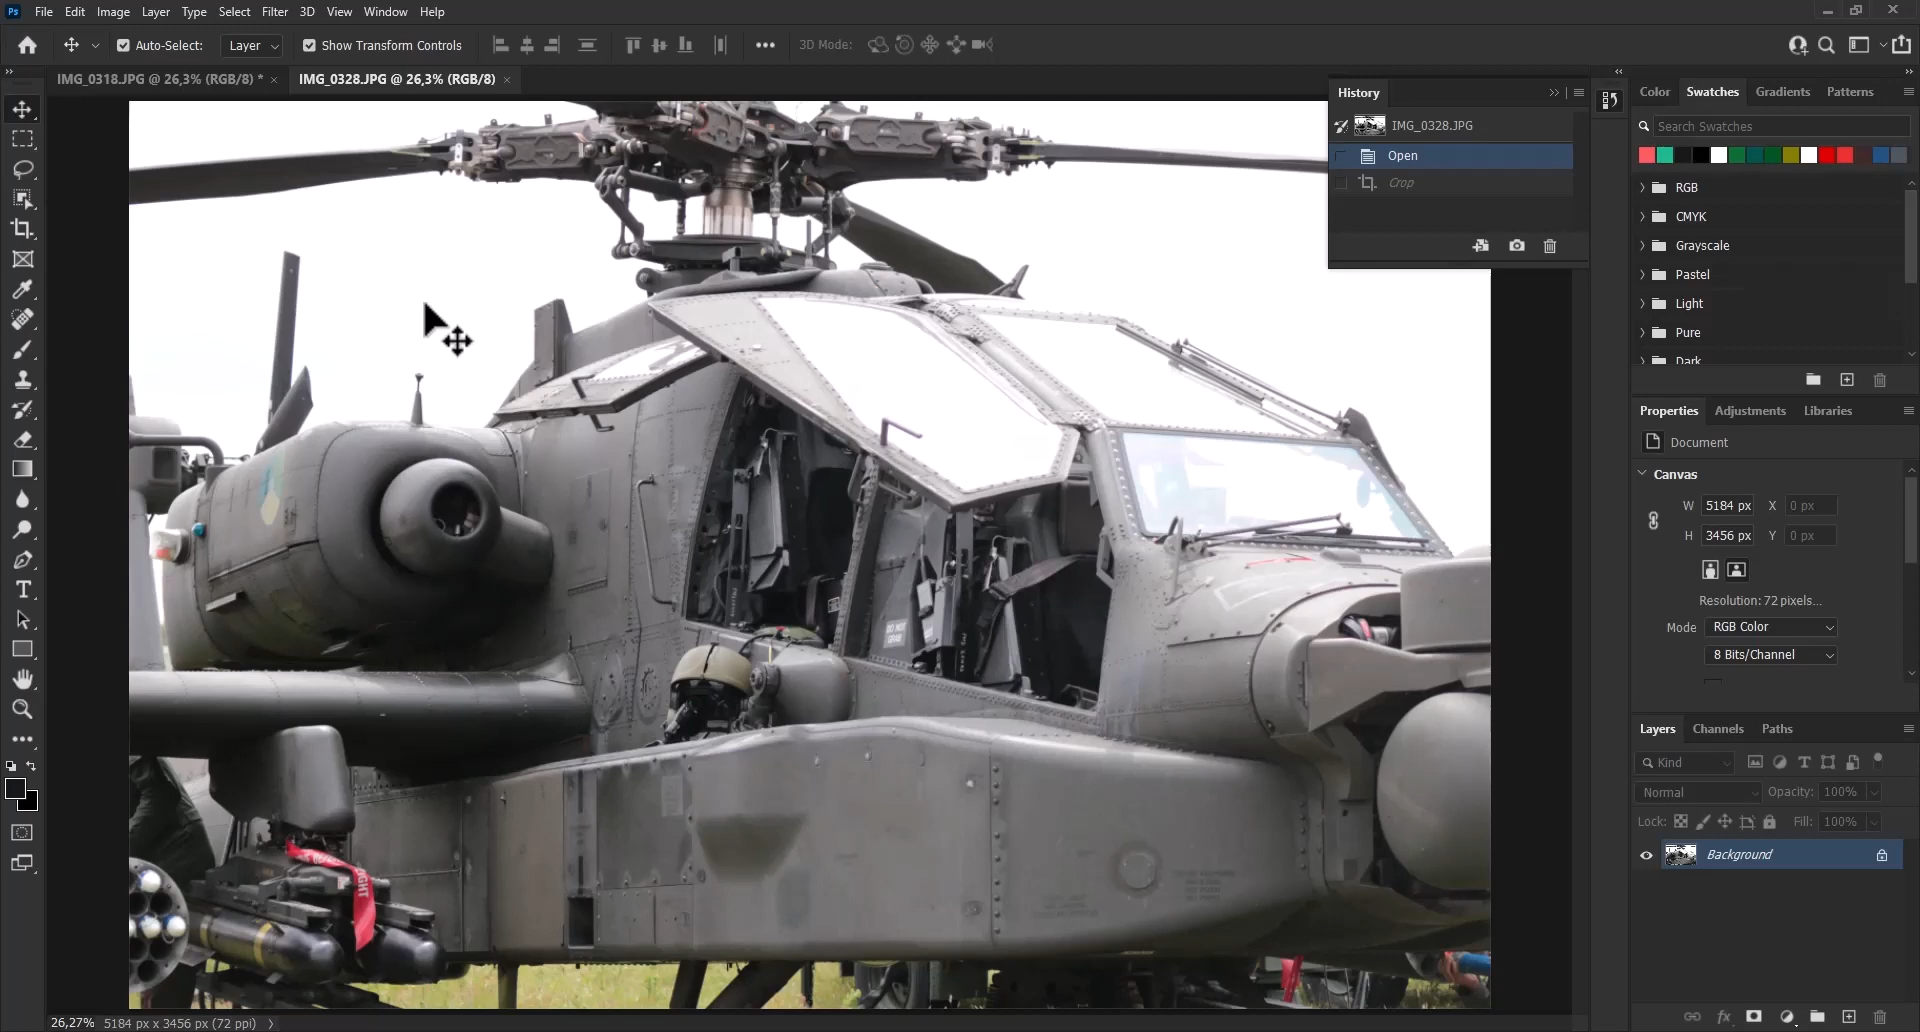 Ps File Edit Image Layer Type Select Filter 3D View Window Help
Auto-Select: Layer Show Transform Controls 3D Mode:
IMG_0318.JPG @ 26,3% (RGB/8) * × IMG_0328.JPG @ 26,3% (RGB/8) ×
History
IMG_0328.JPG
Open
Crop
Color Swatches Gradients Patterns
Search Swatches
RGB
CMYK
Grayscale
Pastel
Light
Pure
Dark
Properties Adjustments Libraries
Document
Canvas
W 5184 px X 0 px
H 3456 px Y 0 px
Resolution: 72 pixels...
Mode RGB Color
8 Bits/Channel
Layers Channels Paths
Kind
Normal Opacity: 100%
Lock: Fill: 100%
Background
fx
DO NOT
GRAB
26,27% 5184 px x 3456 px (72 ppi)